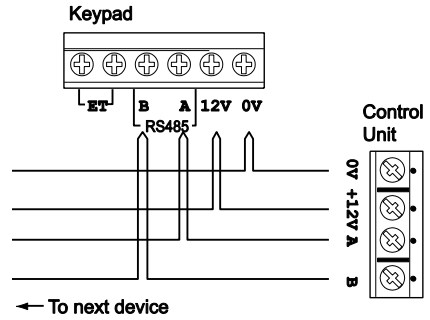 Keypad
ET B A 12V 0V
RS485
Control
Unit
0V +12V A B
To next device